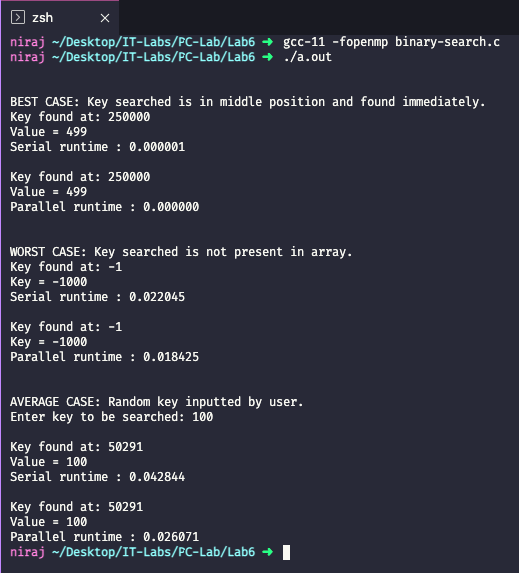 zsh
niraj ~/Desktop/IT-Labs/PC-Lab/Lab6 ➜ gcc-11 -fopenmp binary-search.c
niraj ~/Desktop/IT-Labs/PC-Lab/Lab6 ➜ ./a.out
BEST CASE: Key searched is in middle position and found immediately.
Key found at: 250000
Value = 499
Serial runtime : 0.000001
Key found at: 250000
Value = 499
Parallel runtime : 0.000000
WORST CASE: Key searched is not present in array.
Key found at: -1
Key = -1000
Serial runtime : 0.022045
Key found at: -1
Key = -1000
Parallel runtime : 0.018425
AVERAGE CASE: Random key inputted by user.
Enter key to be searched: 100
Key found at: 50291
Value = 100
Serial runtime : 0.042844
Key found at: 50291
Value = 100
Parallel runtime : 0.026071
niraj ~/Desktop/IT-Labs/PC-Lab/Lab6 ➜